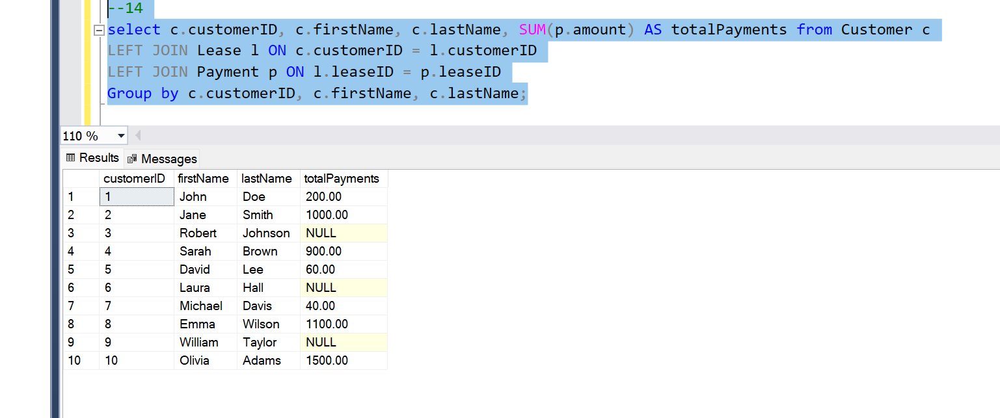 --14
select c.customerID, c.firstName, c.lastName, SUM(p.amount) AS totalPayments from Customer c
LEFT JOIN Lease l ON c.customerID = l.customerID
LEFT JOIN Payment p ON l.leaseID = p.leaseID
Group by c.customerID, c.firstName, c.lastName;
110 %
Results Messages
customerID firstName lastName totalPayments
1 1 John Doe 200.00
2 2 Jane Smith 1000.00
3 3 Robert Johnson NULL
4 4 Sarah Brown 900.00
5 5 David Lee 60.00
6 6 Laura Hall NULL
7 7 Michael Davis 40.00
8 8 Emma Wilson 1100.00
9 9 William Taylor NULL
10 10 Olivia Adams 1500.00